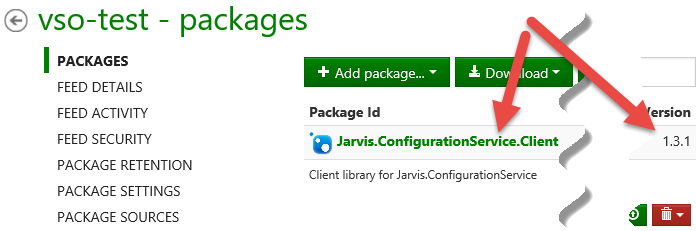 vso-test - packages
PACKAGES
FEED DETAILS
FEED ACTIVITY
FEED SECURITY
PACKAGE RETENTION
PACKAGE SETTINGS
PACKAGE SOURCES
Add package...
Download
Package Id
ersion
Jarvis.ConfigurationService.Client
1.3.1
Client library for Jarvis.ConfigurationService